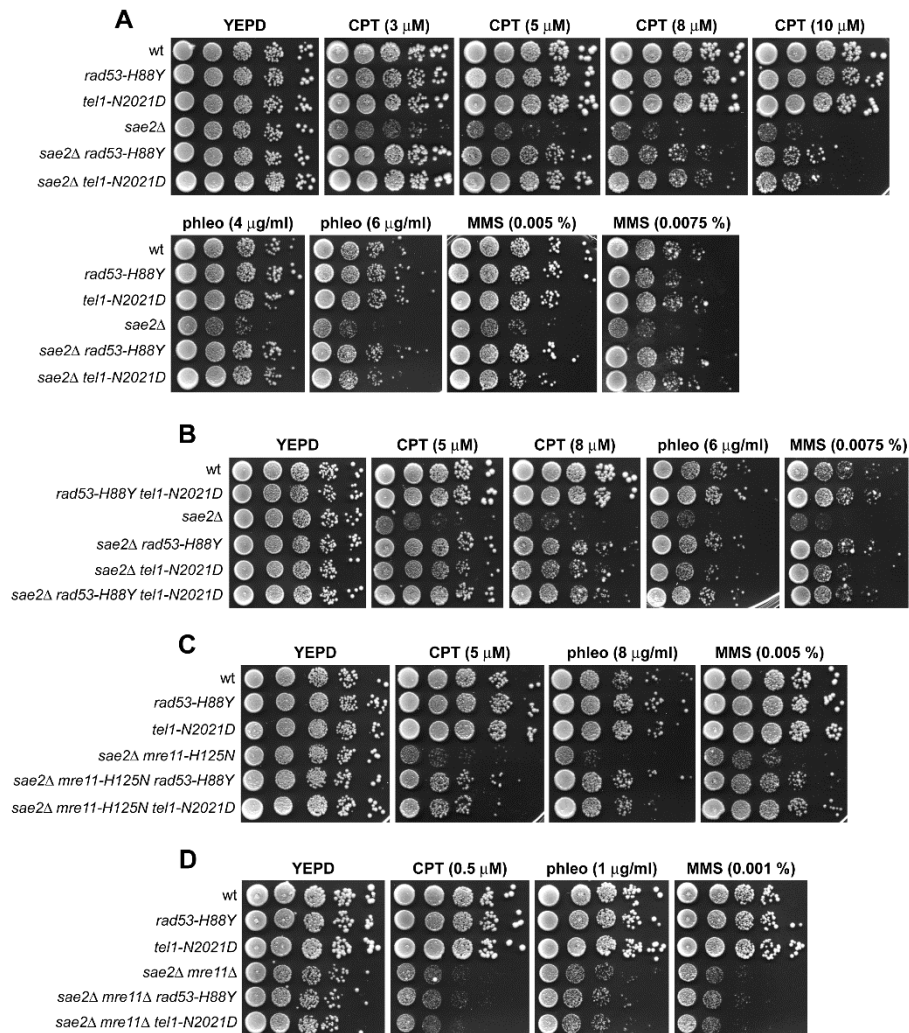 A
YEPD CPT (3 μM) CPT (5 μM) CPT (8 μM) CPT (10 μM)
wt
rad53-H88Y
tel1-N2021D
sae2Δ
sae2Δ rad53-H88Y
sae2Δ tel1-N2021D
phleo (4 μg/ml) phleo (6 μg/ml) MMS (0.005 %) MMS (0.0075 %)
wt
rad53-H88Y
tel1-N2021D
sae2Δ
sae2Δ rad53-H88Y
sae2Δ tel1-N2021D
B
YEPD CPT (5 μM) CPT (8 μM) phleo (6 μg/ml) MMS (0.0075 %)
wt
rad53-H88Y tel1-N2021D
sae2Δ
sae2Δ rad53-H88Y
sae2Δ tel1-N2021D
sae2Δ rad53-H88Y tel1-N2021D
C
YEPD CPT (5 μM) phleo (8 μg/ml) MMS (0.005 %)
wt
rad53-H88Y
tel1-N2021D
sae2Δ mre11-H125N
sae2Δ mre11-H125N rad53-H88Y
sae2Δ mre11-H125N tel1-N2021D
D
YEPD CPT (0.5 μM) phleo (1 μg/ml) MMS (0.001 %)
wt
rad53-H88Y
tel1-N2021D
sae2Δ mre11Δ
sae2Δ mre11Δ rad53-H88Y
sae2Δ mre11Δ tel1-N2021D